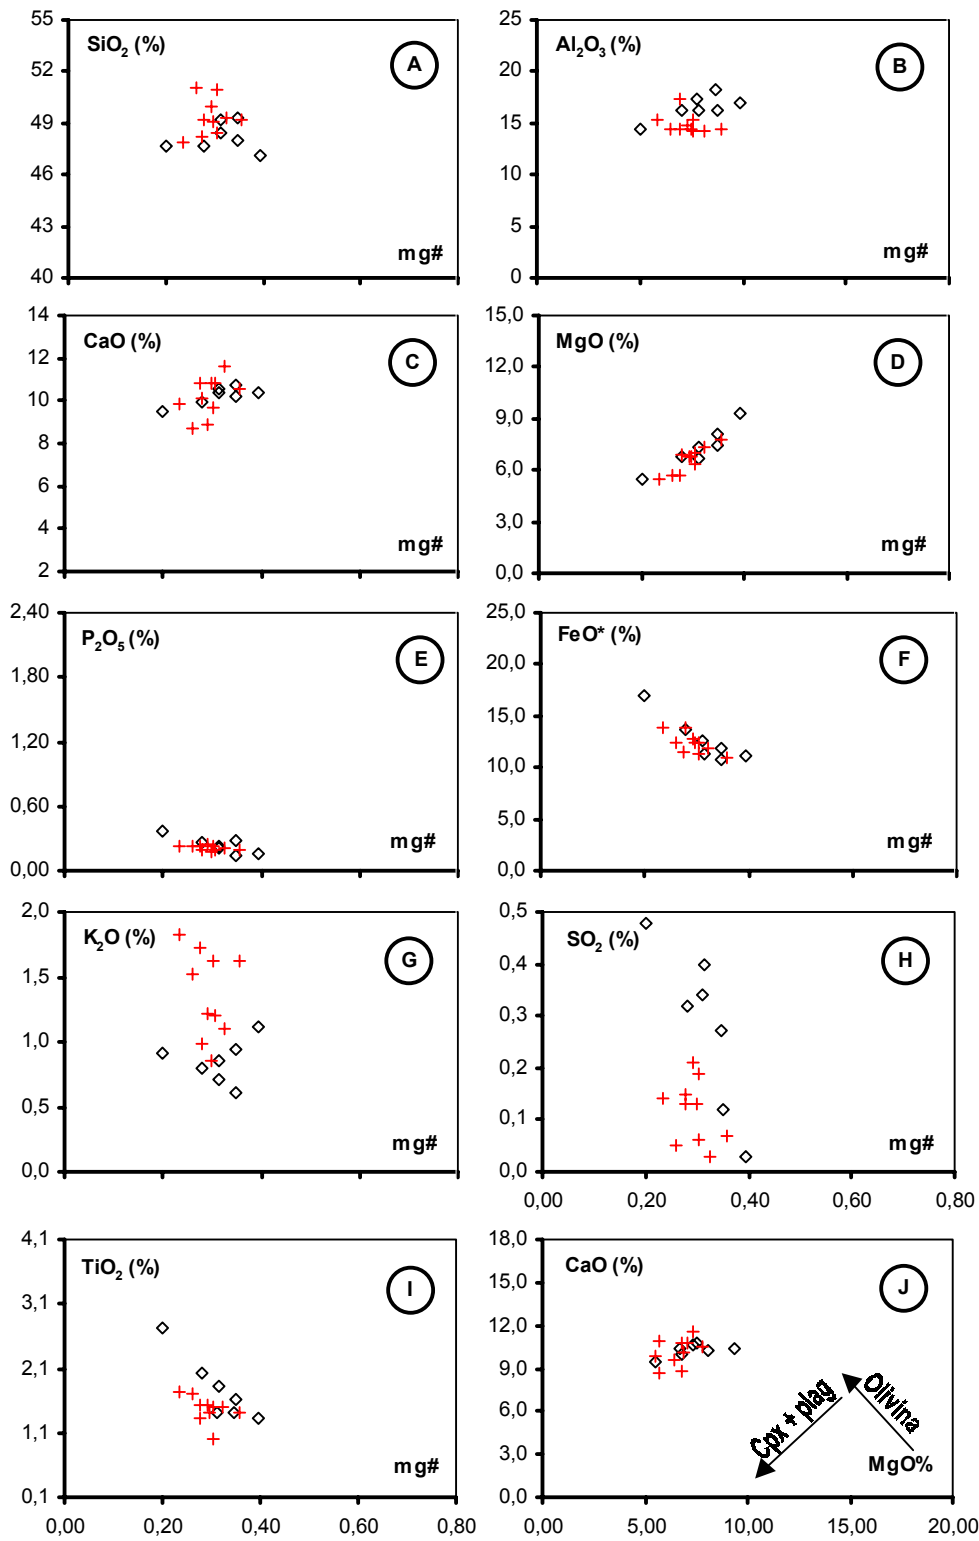 SiO₂ (%)
A
55
52
49
46
43
40
mg#
Al₂O₃ (%)
B
25
20
15
10
5
0
mg#
CaO (%)
C
14
12
10
8
6
4
2
mg#
MgO (%)
D
15,0
9,0
6,0
3,0
0,0
mg#
P₂O₅ (%)
E
2,40
1,80
1,20
0,60
0,00
mg#
FeO* (%)
F
25,0
20,0
15,0
10,0
5,0
0,0
mg#
K₂O (%)
G
2,0
1,5
1,0
0,5
0,0
mg#
SO₂ (%)
H
0,5
0,4
0,3
0,2
0,1
0,0
mg#
0,00 0,20 0,40 0,60 0,80
TiO₂ (%)
I
4,1
3,1
2,1
1,1
0,1
mg#
0,00 0,20 0,40 0,60 0,80
CaO (%)
J
18,0
15,0
12,0
9,0
6,0
3,0
0,0
Cpx + plag
Olivina
MgO%
0,00 5,00 10,00 15,00 20,00